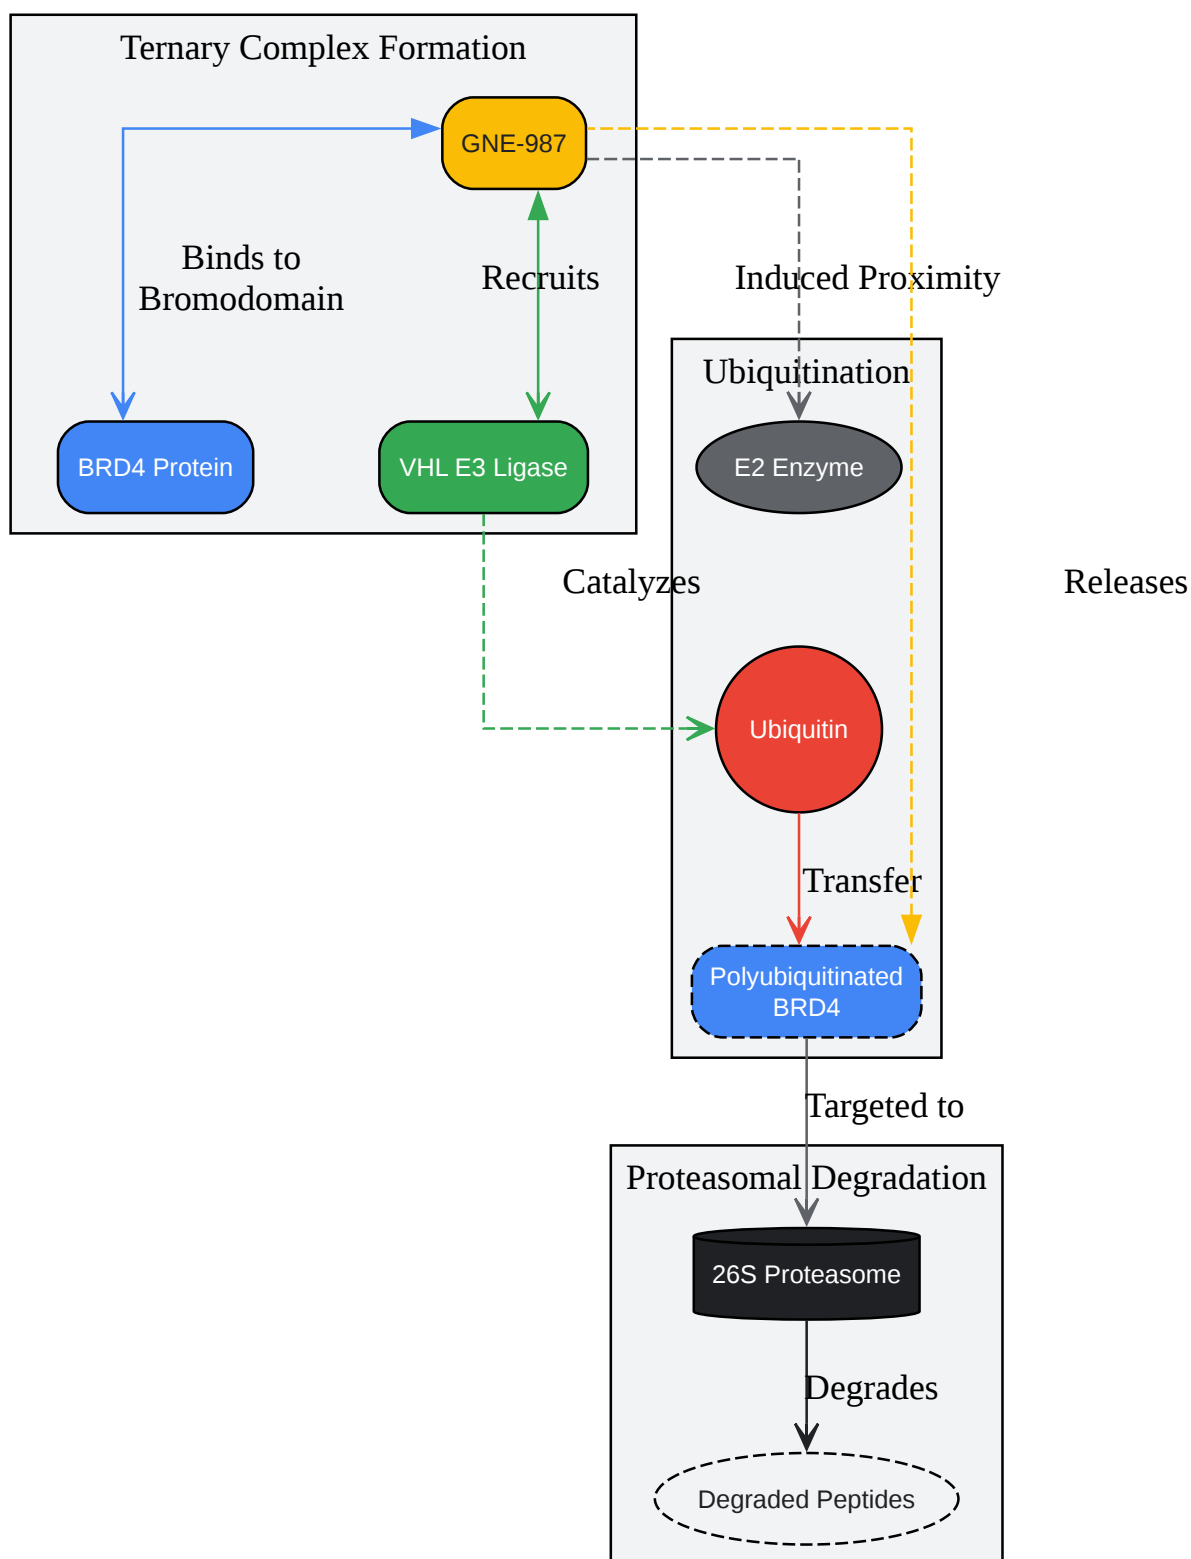 Ternary Complex Formation
GNE-987
Binds to
Bromodomain
Recruits
Induced Proximity
Ubiquitination
BRD4 Protein
VHL E3 Ligase
E2 Enzyme
Catalyzes
Releases
Ubiquitin
Transfer
Polyubiquitinated
BRD4
Targeted to
Proteasomal Degradation
26S Proteasome
Degrades
Degraded Peptides